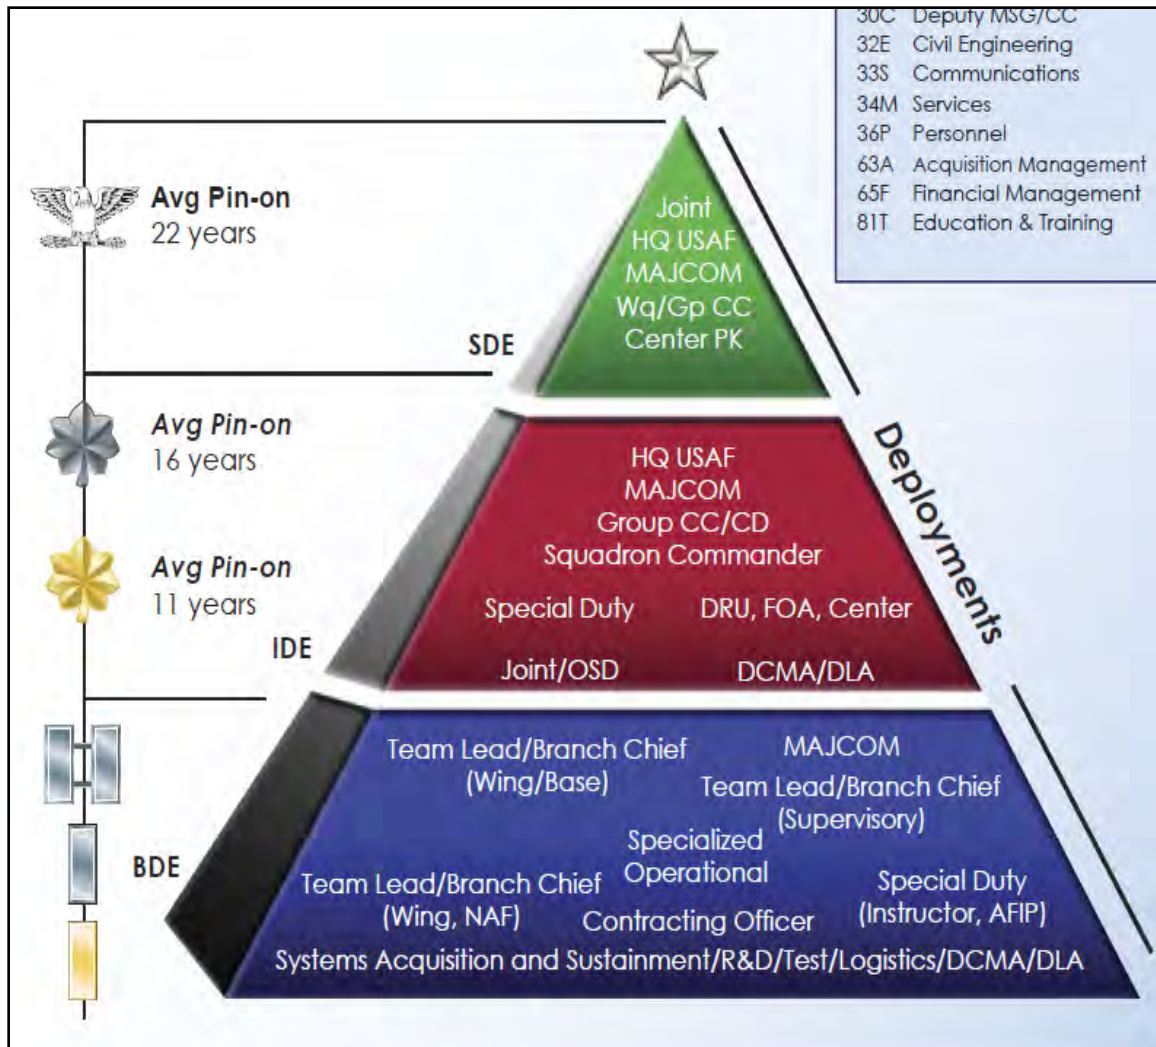 30C Deputy MSG/CC
32E Civil Engineering
33S Communications
34M Services
36P Personnel
63A Acquisition Management
65F Financial Management
81T Education & Training
Avg Pin-on
22 years
Joint
HQ USAF
MAJCOM
Wq/Gp CC
Center PK
SDE
Avg Pin-on
16 years
Avg Pin-on
11 years
HQ USAF
MAJCOM
Group CC/CD
Squadron Commander
Special Duty
DRU, FOA, Center
Joint/OSD
DCMA/DLA
IDE
Deployments
Team Lead/Branch Chief
(Wing/Base)
MAJCOM
Team Lead/Branch Chief
(Supervisory)
Specialized
Operational
BDE
Team Lead/Branch Chief
(Wing, NAF)
Contracting Officer
Special Duty
(Instructor, AFIP)
Systems Acquisition and Sustainment/R&D/Test/Logistics/DCMA/DLA